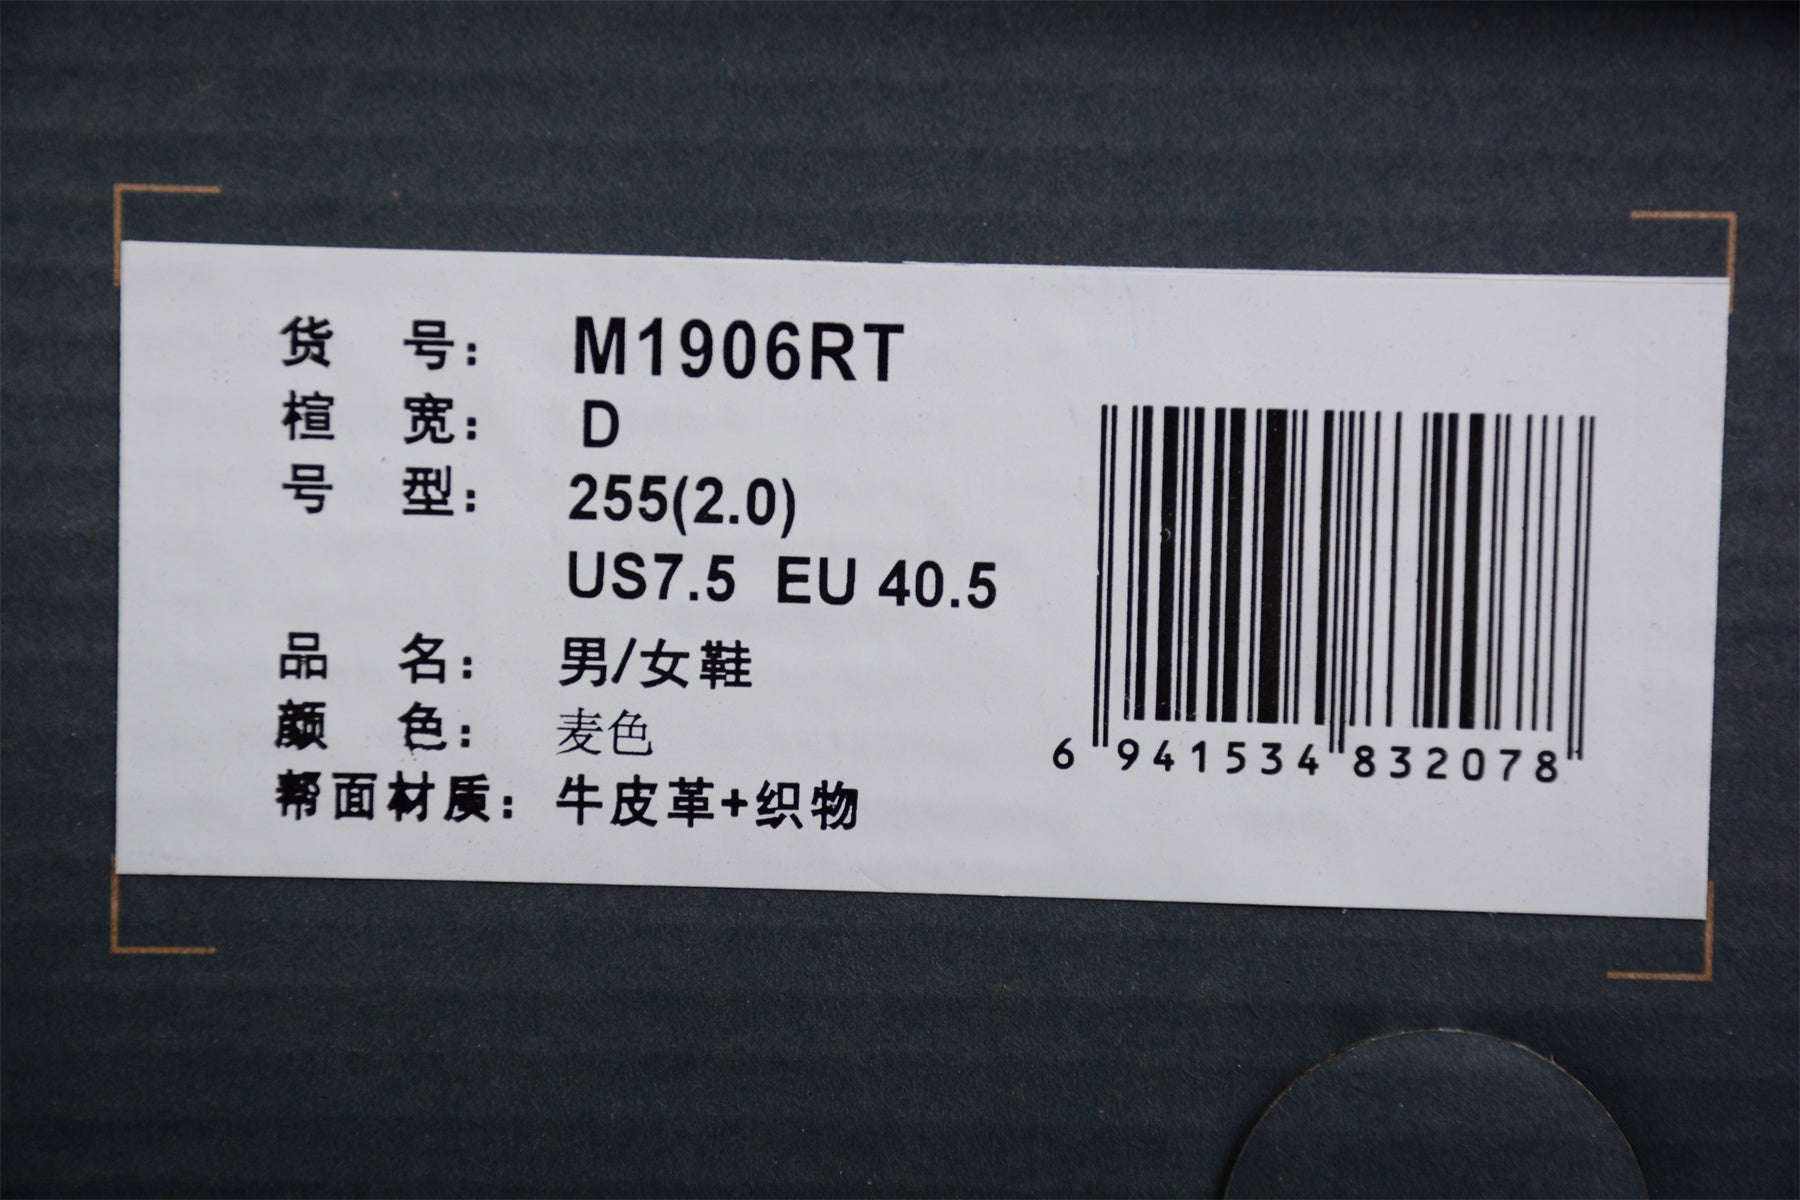 货 号： M1906RT
楦 宽： D
号 型： 255(2.0)
US7.5 EU 40.5
品 名： 男/女鞋
颜 色： 麦色
帮面材质： 牛皮革+织物
6 941534 832078